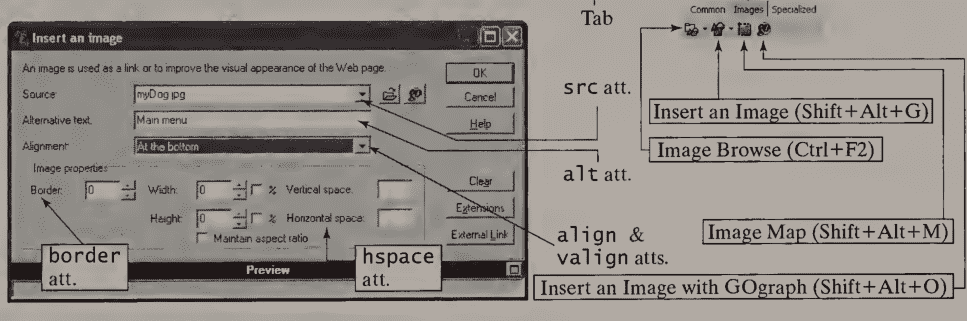 Tab
Common Images Specialized
Insert an image
An image is used as a link or to improve the visual appearance of the Web page.
Source:
myDog.jpg
Alternative text:
Main menu
Alignment:
At the bottom
OK
Cancel
Help
Image properties
Border:
0
Width:
0
%
Vertical space:
Height:
0
%
Horizontal space:
Maintain aspect ratio
Clear
Extensions
External Link
Preview
border
att.
hspace
att.
src att.
alt att.
align &
valign atts.
Insert an Image (Shift+Alt+G)
Image Browse (Ctrl+F2)
Image Map (Shift+Alt+M)
Insert an Image with GOgraph (Shift+Alt+O)